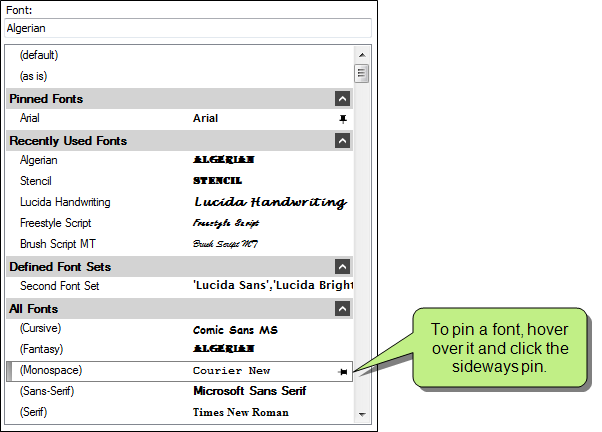 Font:
Algerian
(default)
(as is)
Pinned Fonts
Arial Arial
Recently Used Fonts
Algerian ALGERIAN
Stencil STENCIL
Lucida Handwriting Lucida Handwriting
Freestyle Script Freestyle Script
Brush Script MT Brush Script MT
Defined Font Sets
Second Font Set 'Lucida Sans','Lucida Bright
All Fonts
(Cursive) Comic Sans MS
(Fantasy) ALGERIAN
(Monospace) Courier New
(Sans-Serif) Microsoft Sans Serif
(Serif) Times New Roman
To pin a font, hover
over it and click the
sideways pin.